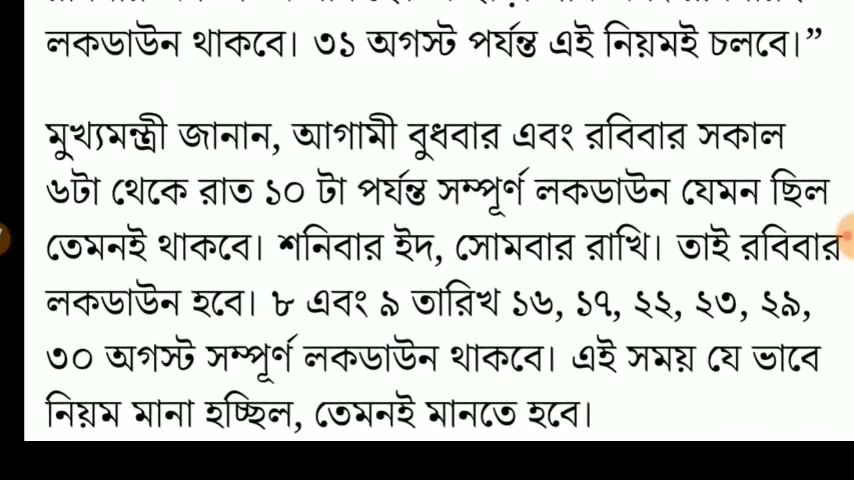 লকডাউন থাকবে। ৩১ অগস্ট পর্যন্ত এই নিয়মই চলবে।”
মুখ্যমন্ত্রী জানান, আগামী বুধবার এবং রবিবার সকাল
৬টা থেকে রাত ১০ টা পর্যন্ত সম্পূর্ণ লকডাউন যেমন ছিল
তেমনই থাকবে। শনিবার ইদ, সোমবার রাখি। তাই রবিবার
লকডাউন হবে। ৮ এবং ৯ তারিখ ১৬, ১৭, ২২, ২৩, ২৯,
৩০ অগস্ট সম্পূর্ণ লকডাউন থাকবে। এই সময় যে ভাবে
নিয়ম মানা হচ্ছিল, তেমনই মানতে হবে।